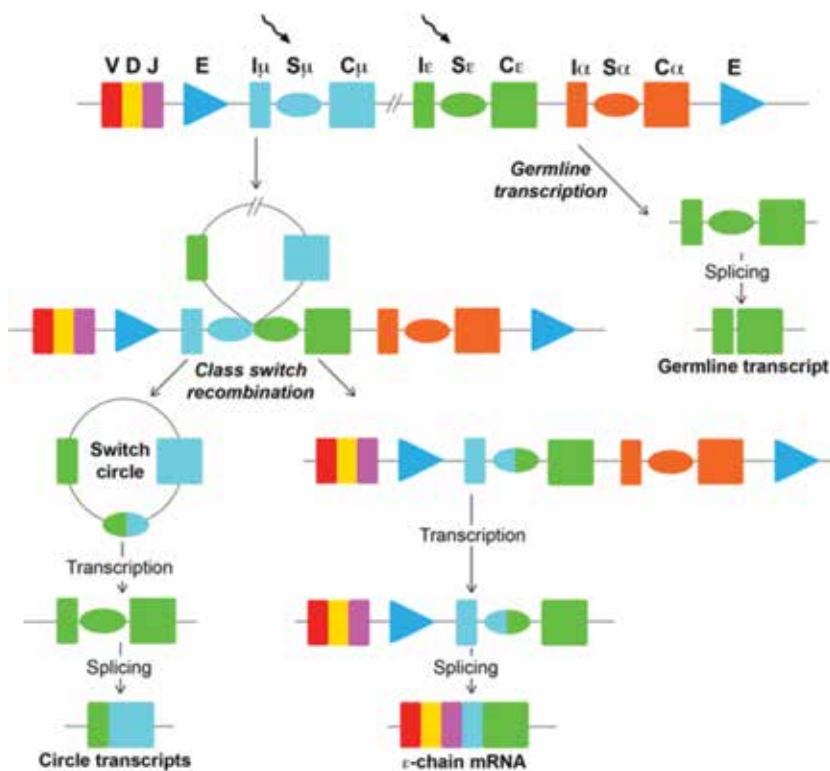 V D J E Iμ Sμ Cμ Iε Sε Cε Iα Sα Cα E
Germline
transcription
Splicing
Germline transcript
Class switch
recombination
Switch
circle
Transcription
Splicing
Circle transcripts
Transcription
Splicing
ε-chain mRNA